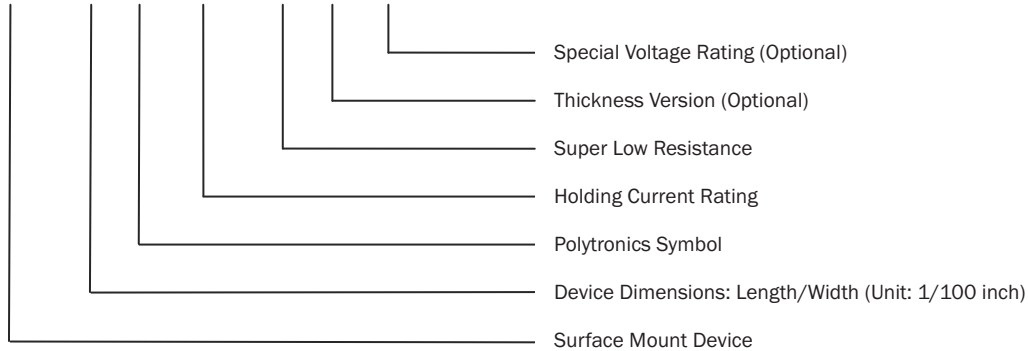 Special Voltage Rating (Optional)
Thickness Version (Optional)
Super Low Resistance
Holding Current Rating
Polytronics Symbol
Device Dimensions: Length/Width (Unit: 1/100 inch)
Surface Mount Device